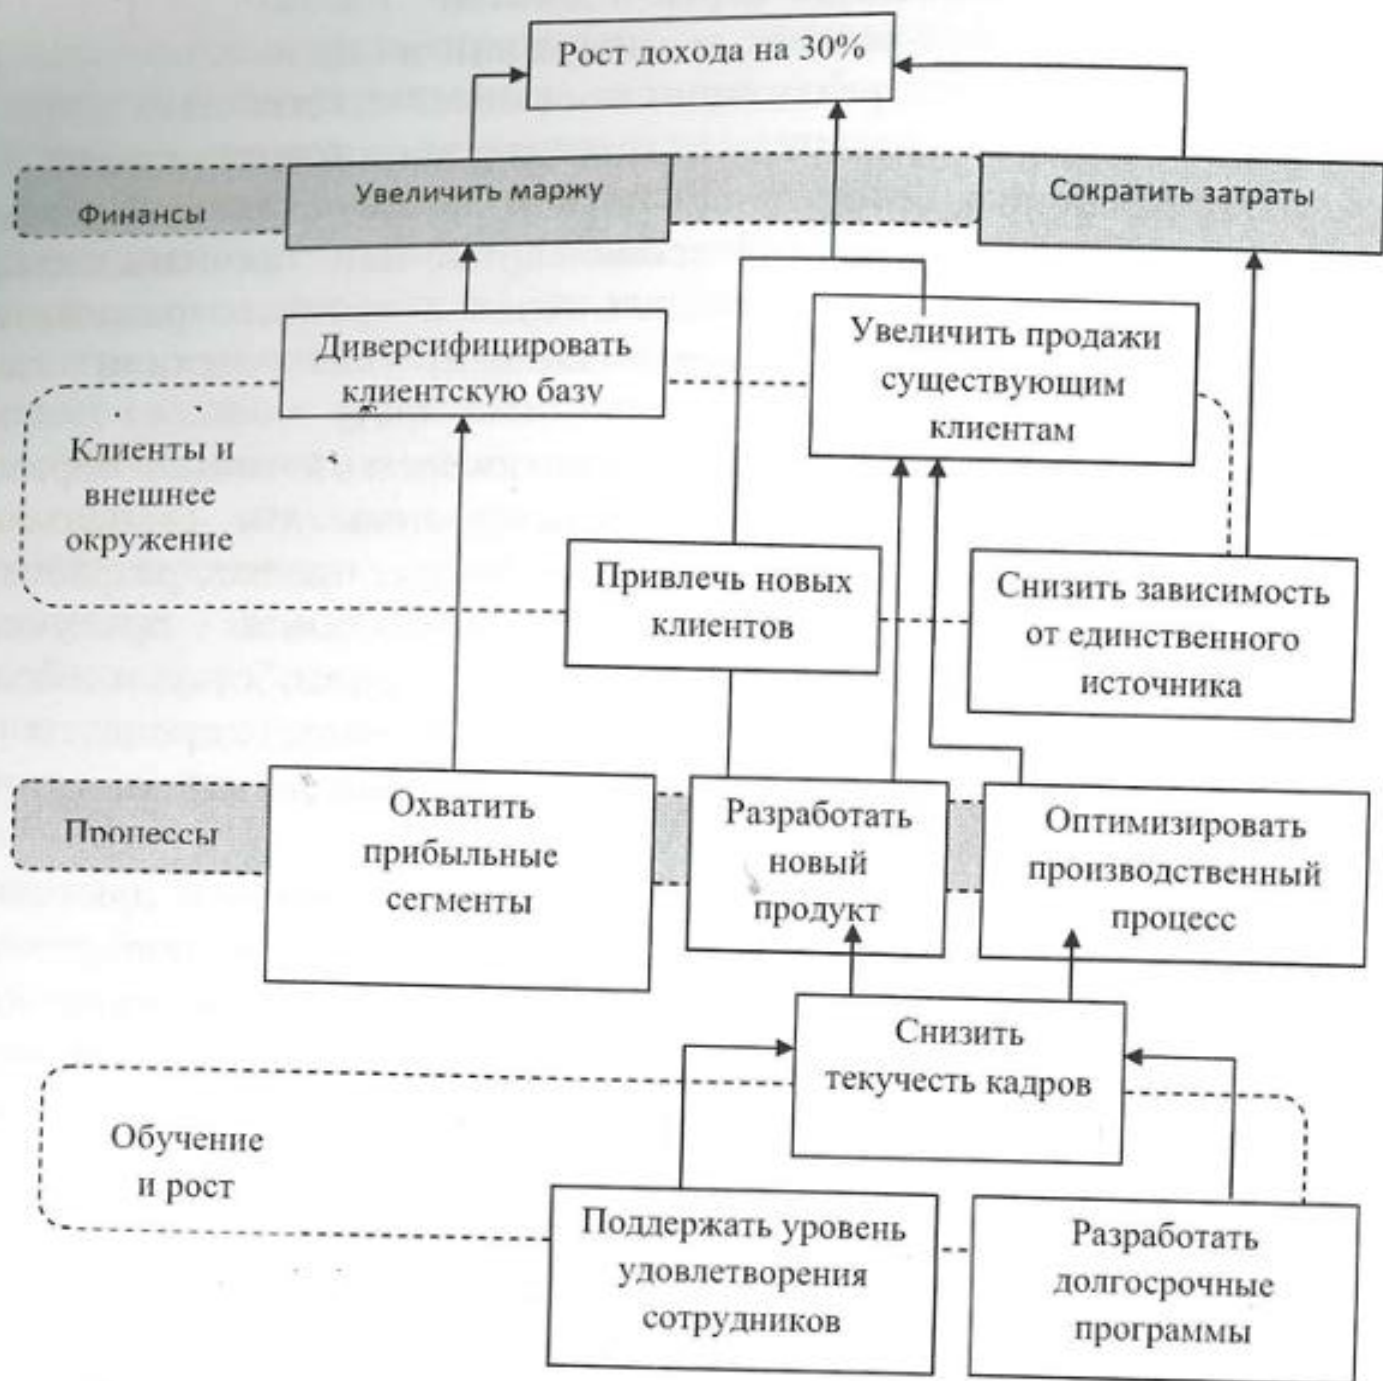 Рост дохода на 30%
Финансы
Увеличить маржу
Сократить затраты
Диверсифицировать
клиентскую базу
Увеличить продажи
существующим
клиентам
Клиенты и
внешнее
окружение
Привлечь новых
клиентов
Снизить зависимость
от единственного
источника
Процессы
Охватить
прибыльные
сегменты
Разработать
новый
продукт
Оптимизировать
производственный
процесс
Снизить
текучесть кадров
Обучение
и рост
Поддержать уровень
удовлетворения
сотрудников
Разработать
долгосрочные
программы